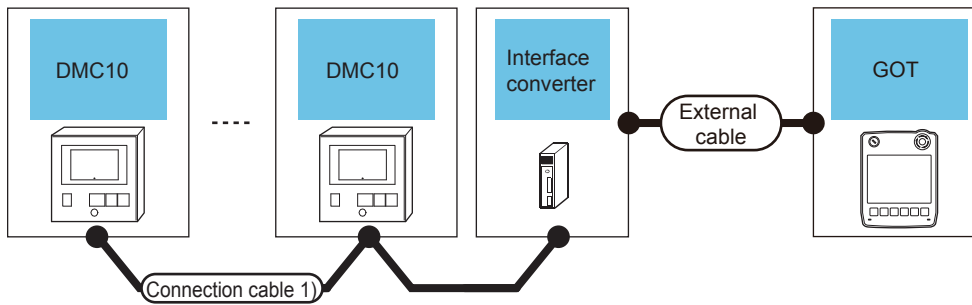 DMC10
DMC10
Interface
converter
GOT
External
cable
Connection cable 1)